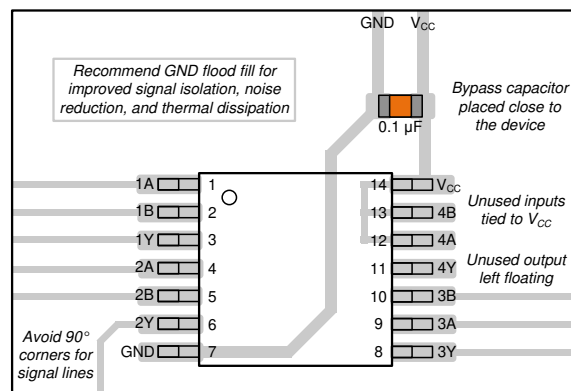 GND VCC
Recommend GND flood fill for
improved signal isolation, noise
reduction, and thermal dissipation
Bypass capacitor
placed close to
the device
0.1 µF
1A 1 14 VCC
1B 2 13 4B
1Y 3 12 4A
2A 4 11 4Y
2B 5 10 3B
2Y 6 9 3A
GND 7 8 3Y
Unused inputs
tied to VCC
Unused output
left floating
Avoid 90°
corners for
signal lines